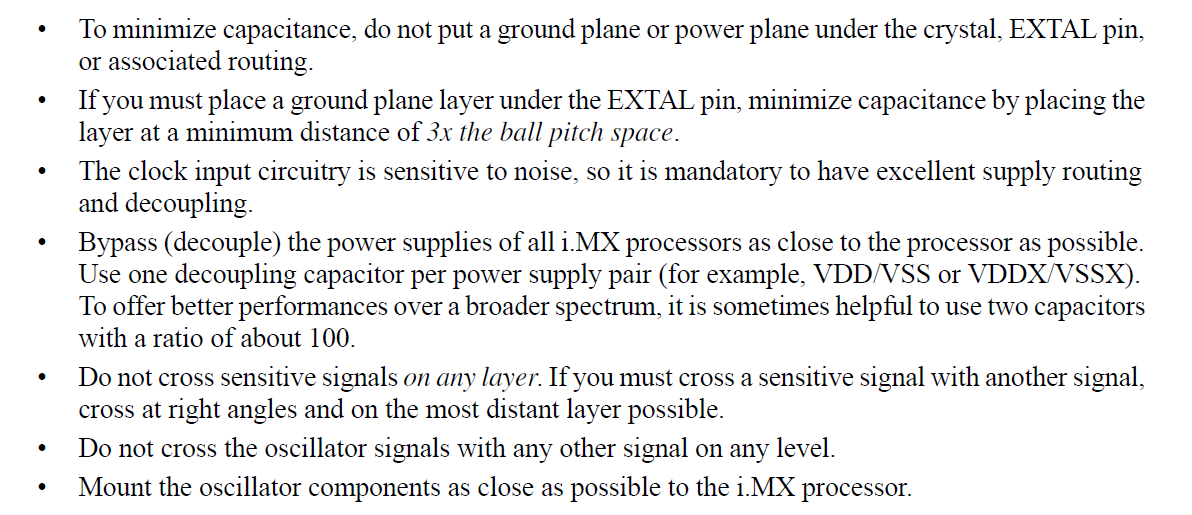 • To minimize capacitance, do not put a ground plane or power plane under the crystal, EXTAL pin,
or associated routing.
• If you must place a ground plane layer under the EXTAL pin, minimize capacitance by placing the
layer at a minimum distance of 3x the ball pitch space.
• The clock input circuitry is sensitive to noise, so it is mandatory to have excellent supply routing
and decoupling.
• Bypass (decouple) the power supplies of all i.MX processors as close to the processor as possible.
Use one decoupling capacitor per power supply pair (for example, VDD/VSS or VDDX/VSSX).
To offer better performances over a broader spectrum, it is sometimes helpful to use two capacitors
with a ratio of about 100.
• Do not cross sensitive signals on any layer. If you must cross a sensitive signal with another signal,
cross at right angles and on the most distant layer possible.
• Do not cross the oscillator signals with any other signal on any level.
• Mount the oscillator components as close as possible to the i.MX processor.